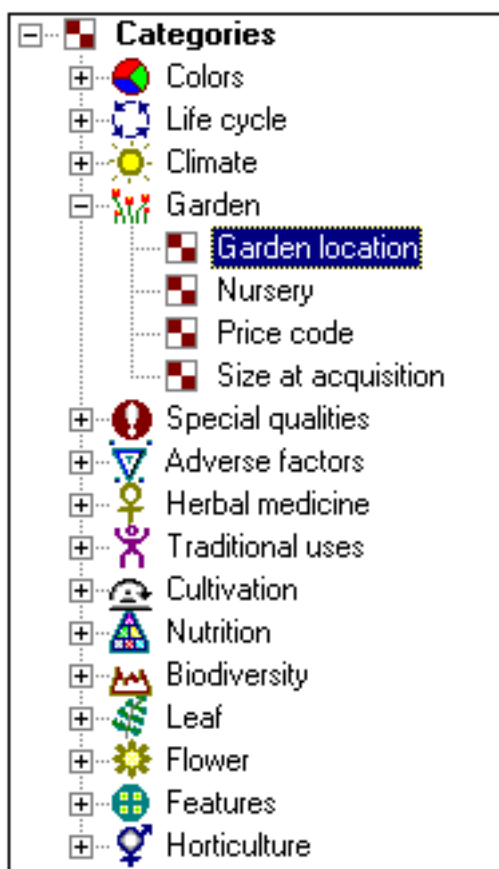 Categories
Colors
Life cycle
Climate
Garden
Garden location
Nursery
Price code
Size at acquisition
Special qualities
Adverse factors
Herbal medicine
Traditional uses
Cultivation
Nutrition
Biodiversity
Leaf
Flower
Features
Horticulture